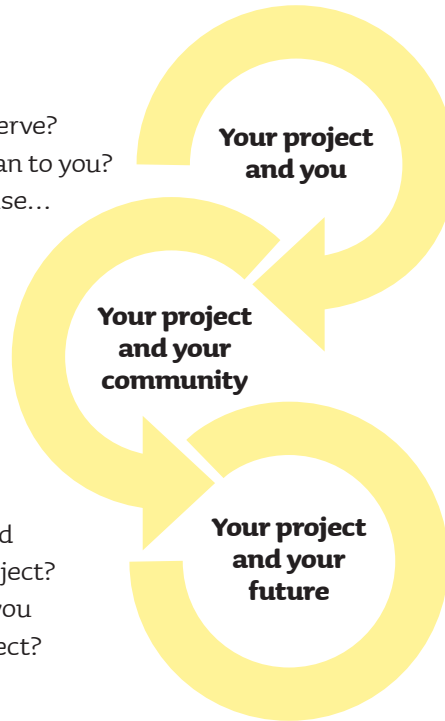 erve?
an to you?
se…
Your project
and you
Your project
and your
community
d
ject?
you
ect?
Your project
and your
future